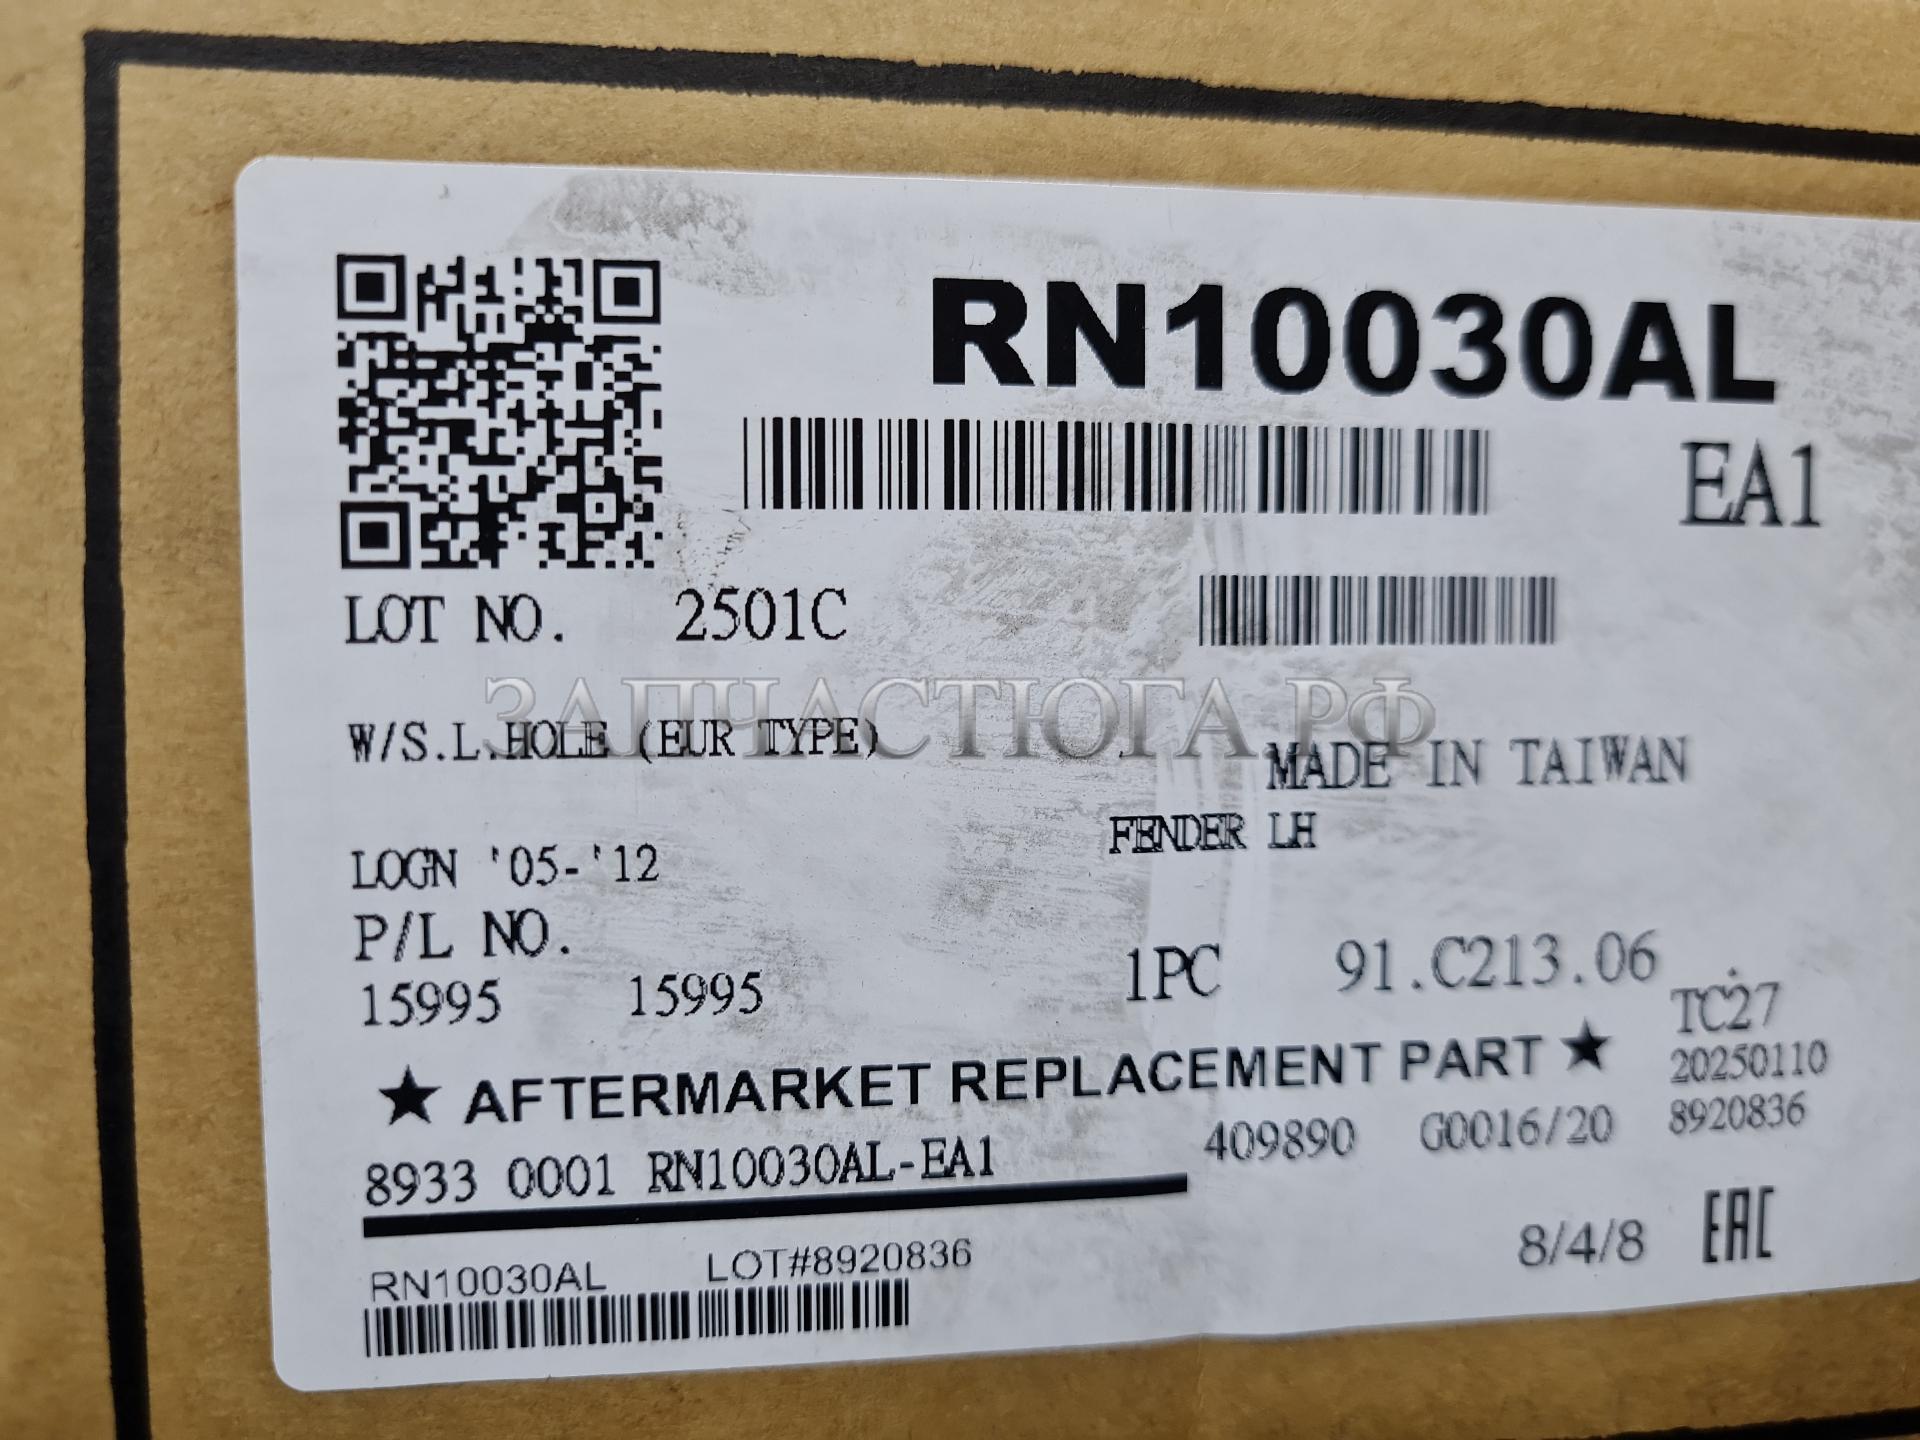 RN10030AL
EA1
LOT NO. 2501C
ЗАПЧАСТЮГА.РФ
W/S.L.HOLE (EUR TYPE)
MADE IN TAIWAN
FENDER LH
LOGN '05-'12
P/L NO.
1PC 91.C213.06
15995 15995
TC27
★ AFTERMARKET REPLACEMENT PART ★
20250110
409890 G0016/20 8920836
8933 0001 RN10030AL-EA1
8/4/8 EAC
RN10030AL LOT#8920836